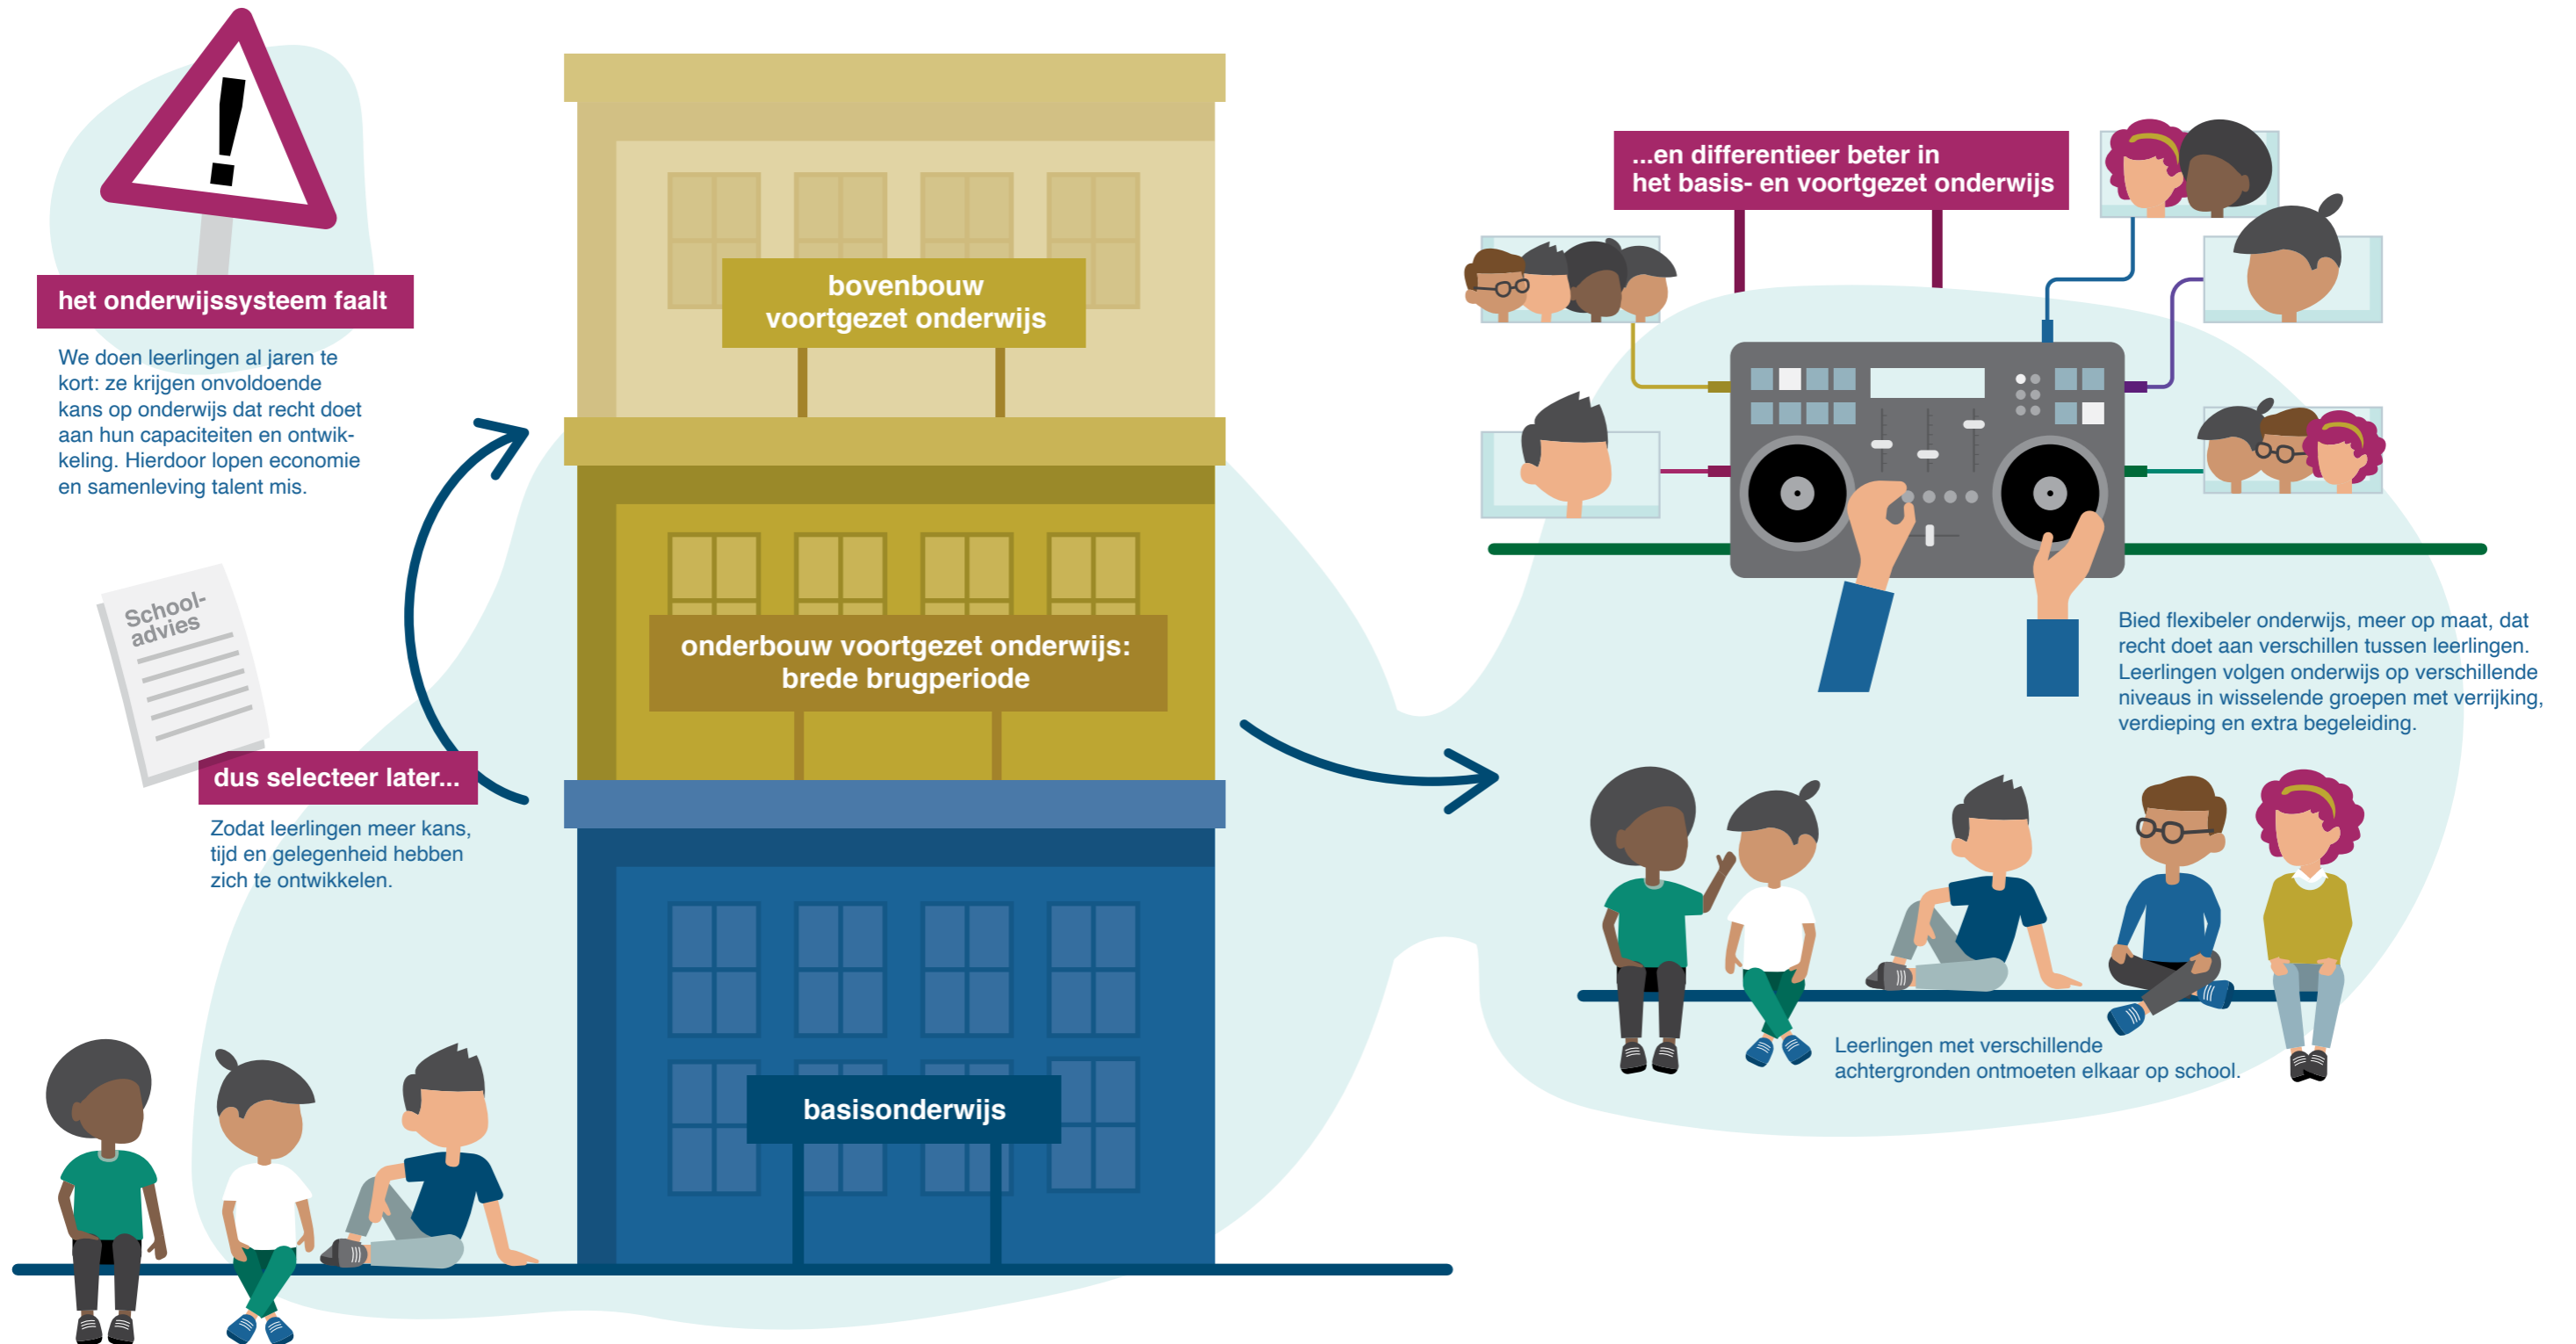 !
het onderwijssysteem faalt
We doen leerlingen al jaren te
kort: ze krijgen onvoldoende
kans op onderwijs dat recht doet
aan hun capaciteiten en ontwik-
keling. Hierdoor lopen economie
en samenleving talent mis.
School-
advies
dus selecteer later...
Zodat leerlingen meer kans,
tijd en gelegenheid hebben
zich te ontwikkelen.
bovenbouw
voortgezet onderwijs
onderbouw voortgezet onderwijs:
brede brugperiode
basisonderwijs
...en differentieer beter in
het basis- en voortgezet onderwijs
Bied flexibeler onderwijs, meer op maat, dat
recht doet aan verschillen tussen leerlingen.
Leerlingen volgen onderwijs op verschillende
niveaus in wisselende groepen met verrijking,
verdieping en extra begeleiding.
Leerlingen met verschillende
achtergronden ontmoeten elkaar op school.